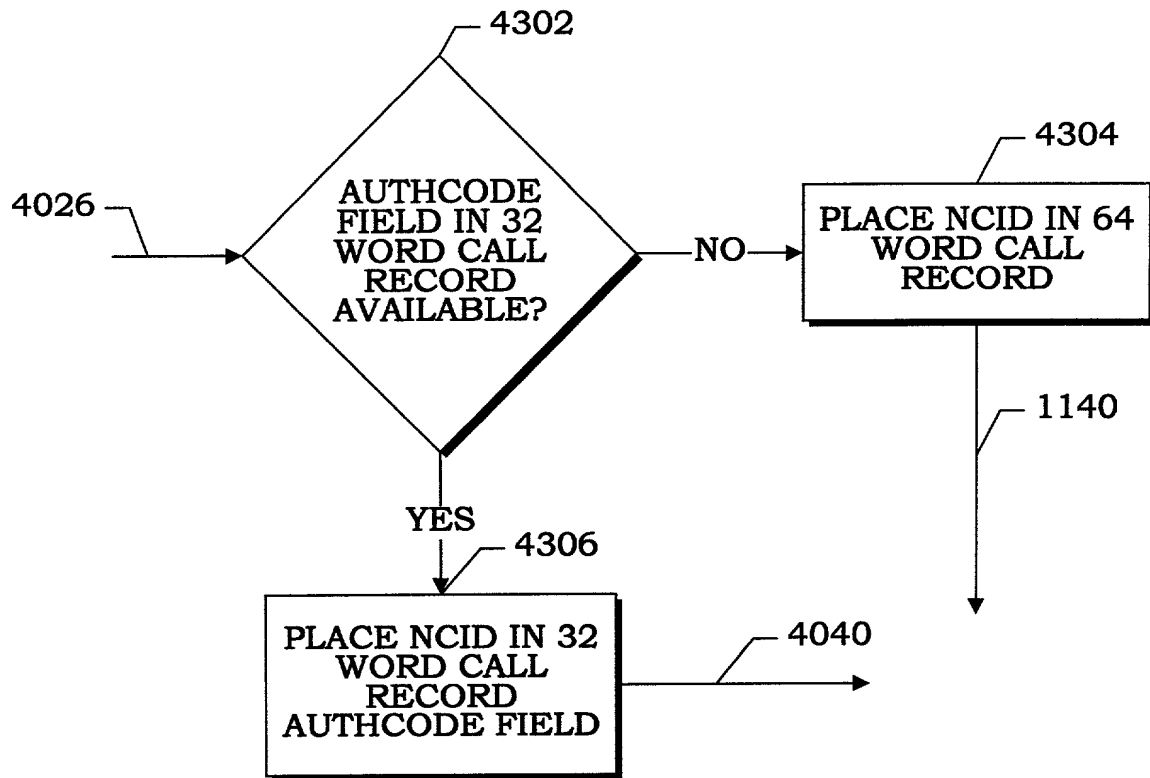 4302
AUTHCODE
FIELD IN 32
WORD CALL
RECORD
AVAILABLE?
4026
NO
4304
PLACE NCID IN 64
WORD CALL
RECORD
1140
YES
4306
PLACE NCID IN 32
WORD CALL
RECORD
AUTHCODE FIELD
4040